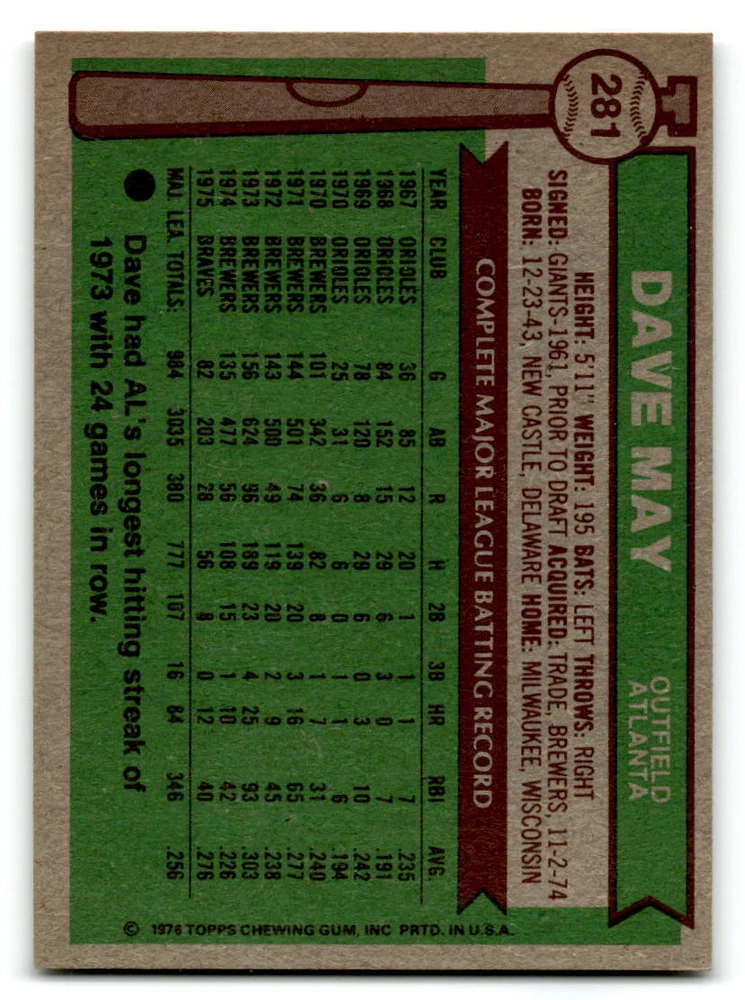 281
DAVE MAY
OUTFIELD
ATLANTA
HEIGHT: 5'11" WEIGHT: 195 BATS: LEFT THROWS: RIGHT
SIGNED: GIANTS-1961, PRIOR TO DRAFT ACQUIRED: TRADE, BREWERS, 11-2-74
BORN: 12-23-43, NEW CASTLE, DELAWARE HOME: MILWAUKEE, WISCONSIN
COMPLETE MAJOR LEAGUE BATTING RECORD
YEAR CLUB G AB R H 2B 3B HR RBI AVG.
1967 ORIOLES 36 85 12 20 1 1 1 7 .235
1968 ORIOLES 84 152 15 29 6 3 0 7 .191
1969 ORIOLES 78 120 8 29 6 0 3 10 .242
1970 ORIOLES 25 31 6 6 0 1 1 6 .194
1970 BREWERS 101 342 36 82 8 1 7 31 .240
1971 BREWERS 144 501 74 139 20 3 16 65 .277
1972 BREWERS 143 500 49 119 20 2 9 45 .238
1973 BREWERS 156 624 96 189 23 4 25 93 .303
1974 BREWERS 135 477 56 108 15 1 10 42 .226
1975 BRAVES 82 203 28 56 8 0 12 40 .276
MAJ. LEA. TOTALS: 984 3035 380 777 107 16 84 346 .256
Dave had AL's longest hitting streak of
1973 with 24 games in row.
© 1976 TOPPS CHEWING GUM, INC PRTD. IN U.S.A.